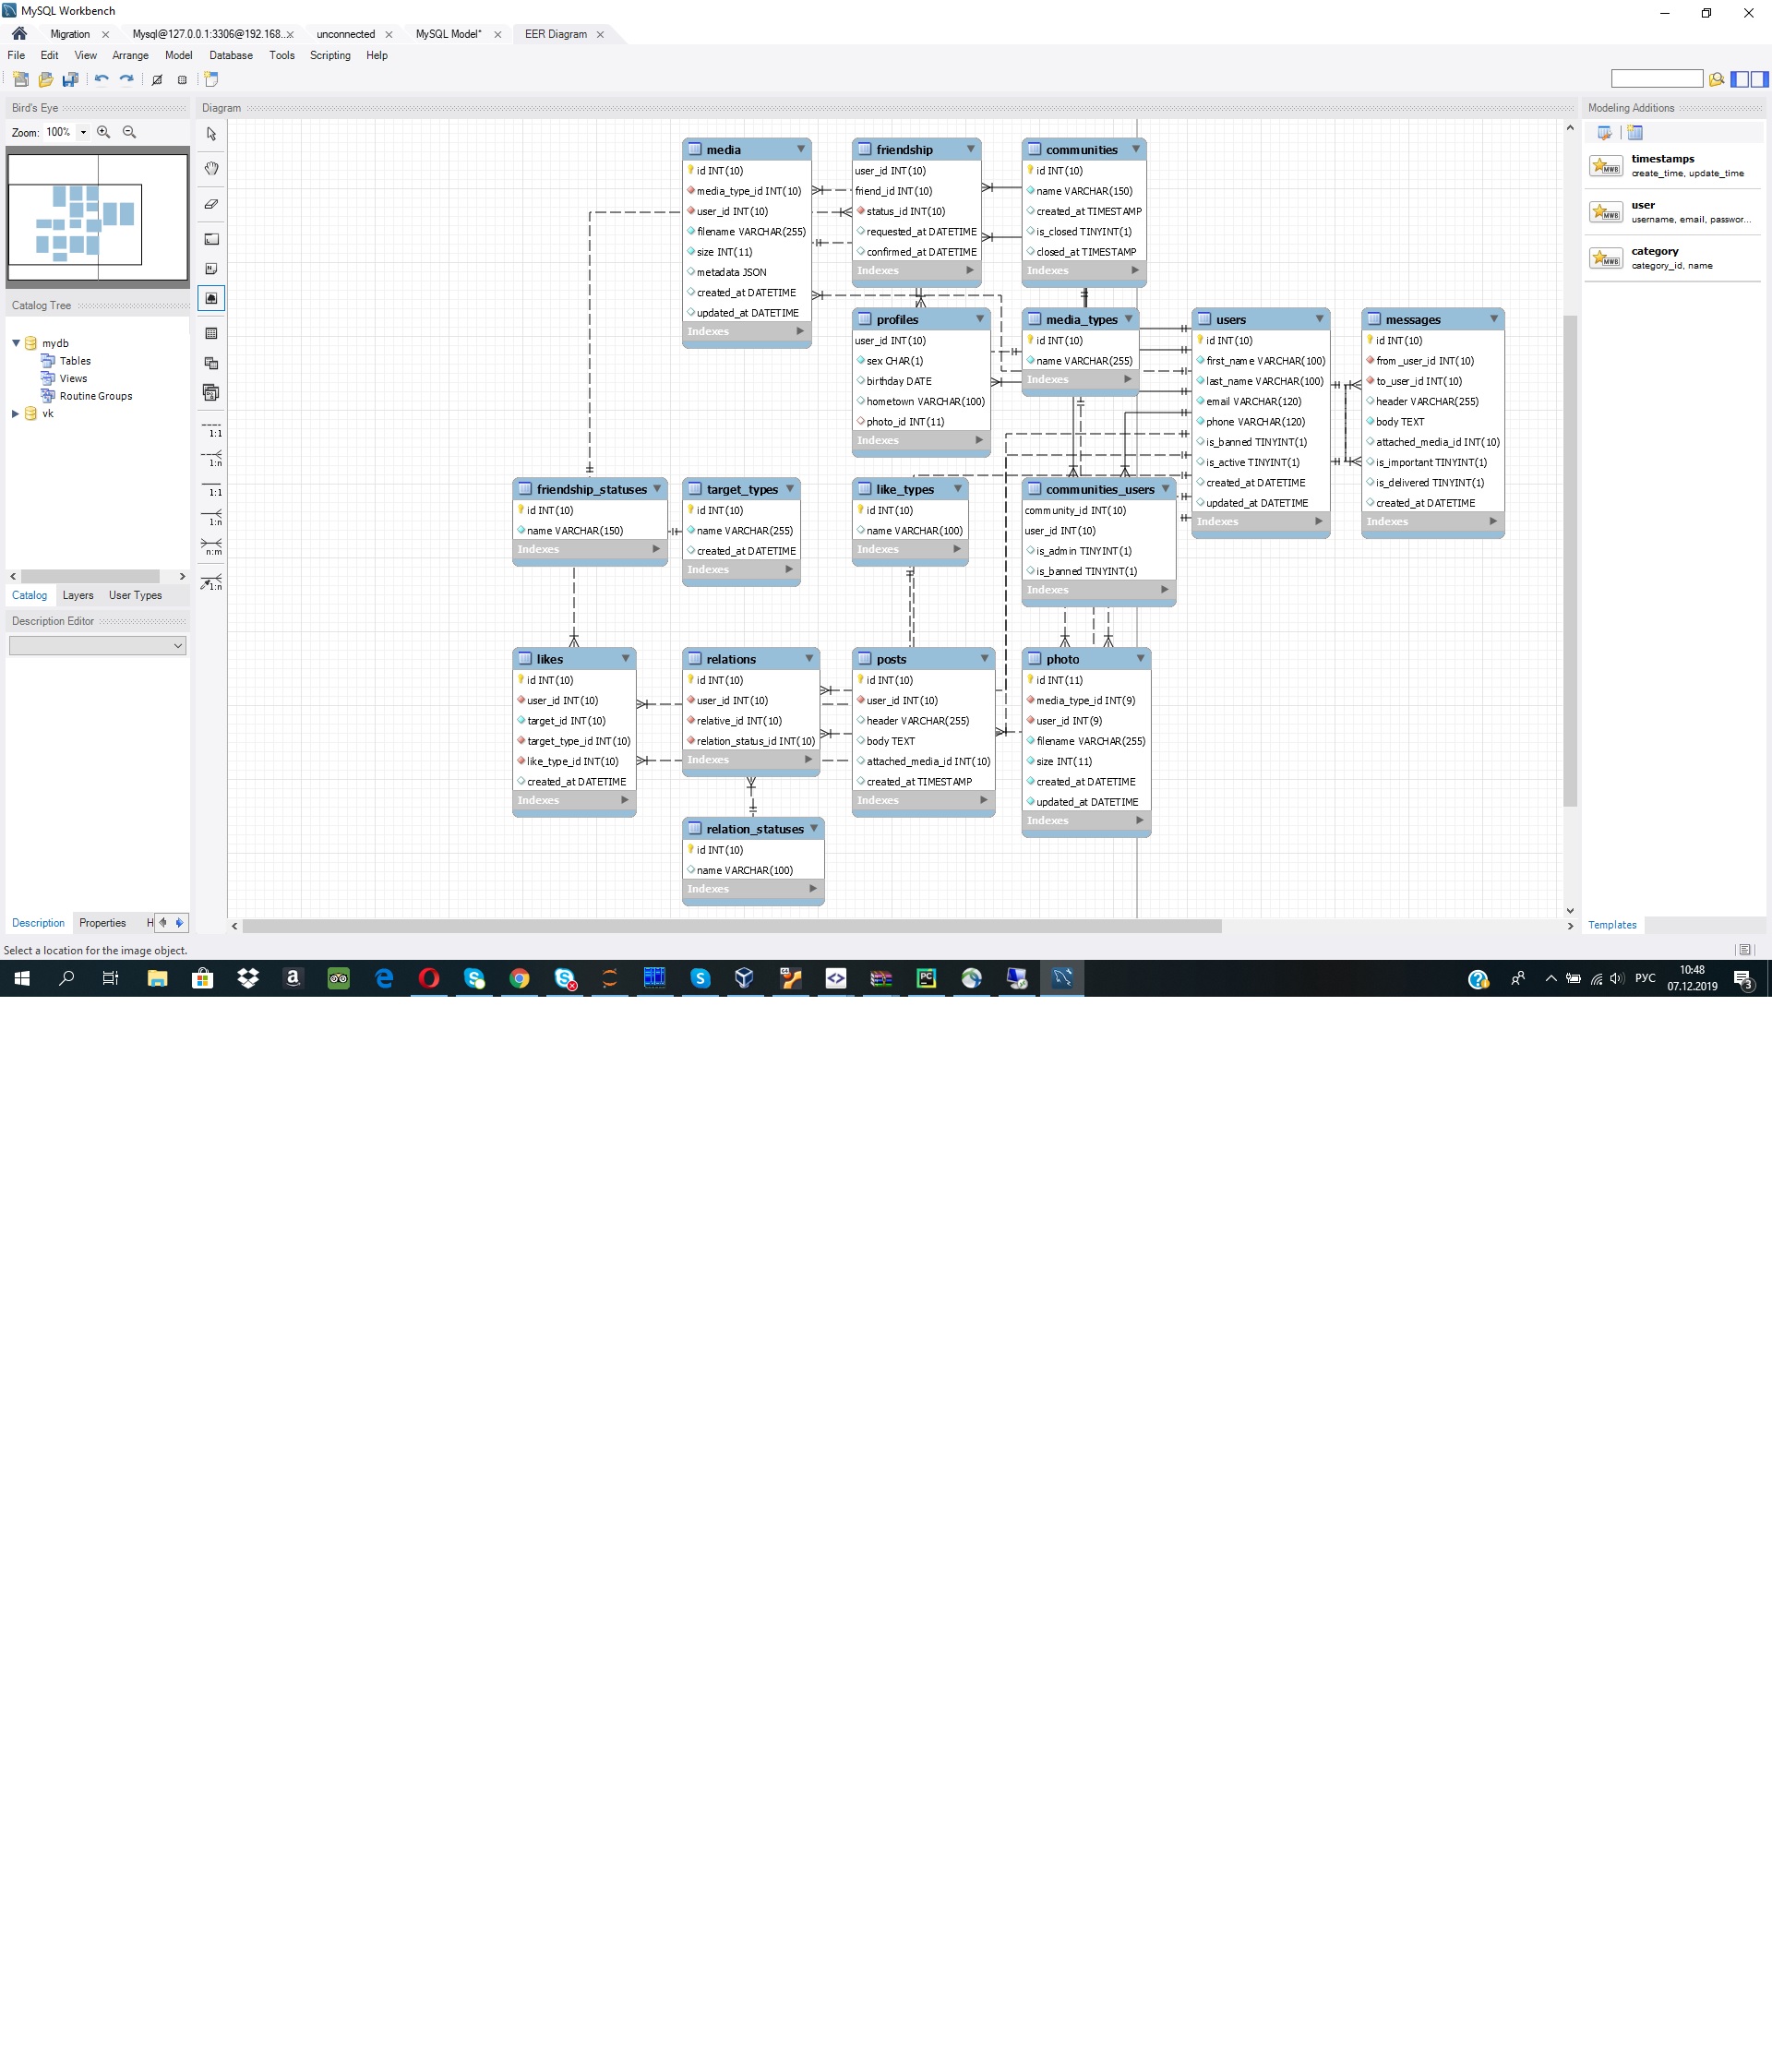 MySQL Workbench
Migration
Mysql@127.0.0.1:3306@192.168...
unconnected
MySQL Model*
EER Diagram
File Edit View Arrange Model Database Tools Scripting Help
Bird's Eye
Zoom: 100%
Catalog Tree
mydb
Tables
Views
Routine Groups
vk
Catalog Layers User Types
Description Editor
Description Properties H
Select a location for the image object.
1:1
1:n
1:1
1:n
n:m
1:n
Diagram
media
id INT(10)
media_type_id INT(10)
user_id INT(10)
filename VARCHAR(255)
size INT(11)
metadata JSON
created_at DATETIME
updated_at DATETIME
Indexes
friendship
user_id INT(10)
friend_id INT(10)
status_id INT(10)
requested_at DATETIME
confirmed_at DATETIME
Indexes
communities
id INT(10)
name VARCHAR(150)
created_at TIMESTAMP
is_closed TINYINT(1)
closed_at TIMESTAMP
Indexes
profiles
user_id INT(10)
sex CHAR(1)
birthday DATE
hometown VARCHAR(100)
photo_id INT(11)
Indexes
media_types
id INT(10)
name VARCHAR(255)
Indexes
users
id INT(10)
first_name VARCHAR(100)
last_name VARCHAR(100)
email VARCHAR(120)
phone VARCHAR(120)
is_banned TINYINT(1)
is_active TINYINT(1)
created_at DATETIME
updated_at DATETIME
Indexes
messages
id INT(10)
from_user_id INT(10)
to_user_id INT(10)
header VARCHAR(255)
body TEXT
attached_media_id INT(10)
is_important TINYINT(1)
is_delivered TINYINT(1)
created_at DATETIME
Indexes
friendship_statuses
id INT(10)
name VARCHAR(150)
Indexes
target_types
id INT(10)
name VARCHAR(255)
created_at DATETIME
Indexes
like_types
id INT(10)
name VARCHAR(100)
Indexes
communities_users
community_id INT(10)
user_id INT(10)
is_admin TINYINT(1)
is_banned TINYINT(1)
Indexes
likes
id INT(10)
user_id INT(10)
target_id INT(10)
target_type_id INT(10)
like_type_id INT(10)
created_at DATETIME
Indexes
relations
id INT(10)
user_id INT(10)
relative_id INT(10)
relation_status_id INT(10)
Indexes
posts
id INT(10)
user_id INT(10)
header VARCHAR(255)
body TEXT
attached_media_id INT(10)
created_at TIMESTAMP
Indexes
photo
id INT(11)
media_type_id INT(9)
user_id INT(9)
filename VARCHAR(255)
size INT(11)
created_at DATETIME
updated_at DATETIME
Indexes
relation_statuses
id INT(10)
name VARCHAR(100)
Indexes
Modeling Additions
MWB
timestamps
create_time, update_time
MWB
user
username, email, passwor...
MWB
category
category_id, name
Templates
РУС
10:48
07.12.2019
3